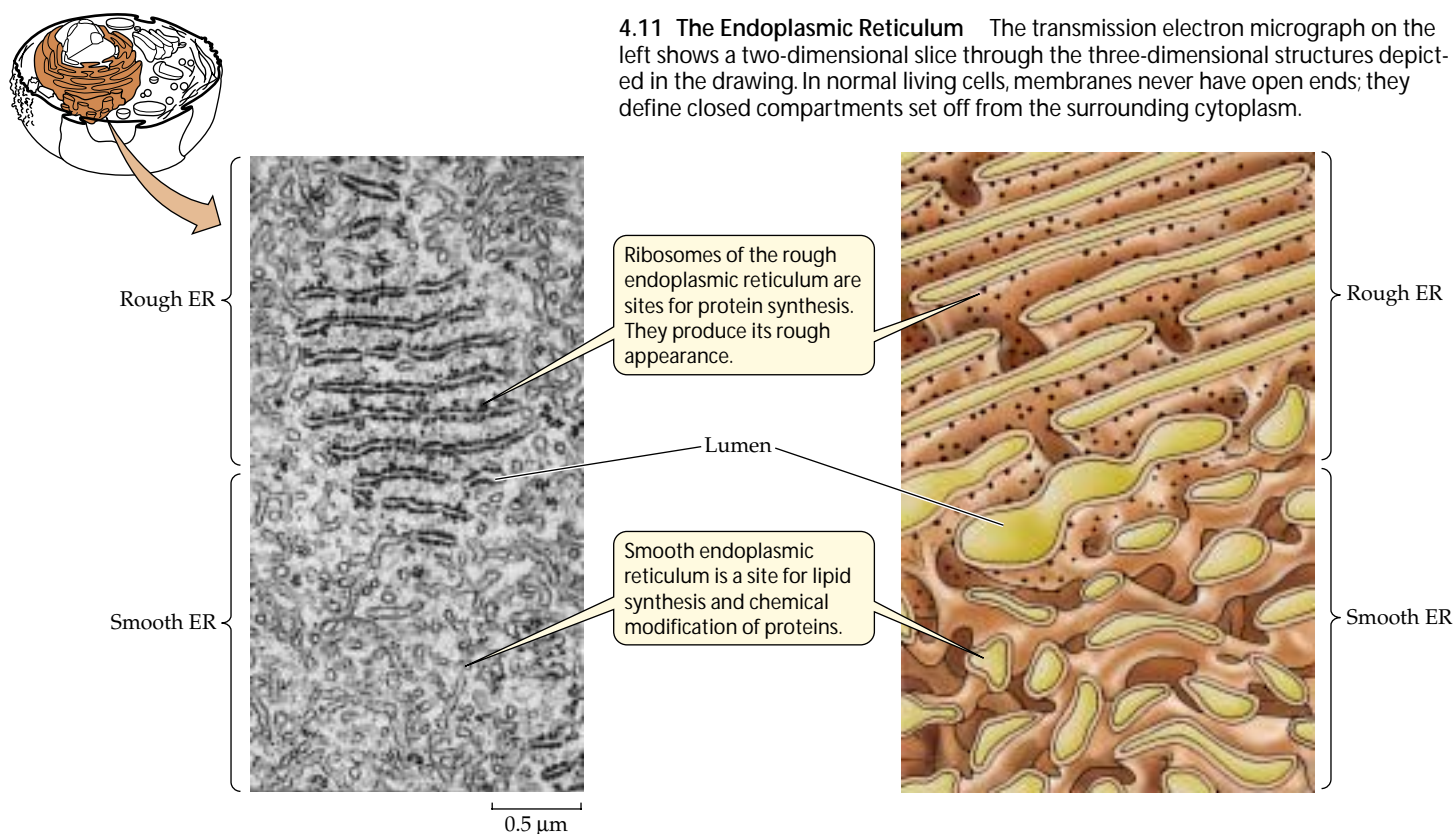 4.11 The Endoplasmic Reticulum The transmission electron micrograph on the
left shows a two-dimensional slice through the three-dimensional structures depict-
ed in the drawing. In normal living cells, membranes never have open ends; they
define closed compartments set off from the surrounding cytoplasm.
Rough ER
Ribosomes of the rough
endoplasmic reticulum are
sites for protein synthesis.
They produce its rough
appearance.
Rough ER
Lumen
Smooth ER
Smooth endoplasmic
reticulum is a site for lipid
synthesis and chemical
modification of proteins.
Smooth ER
0.5 µm